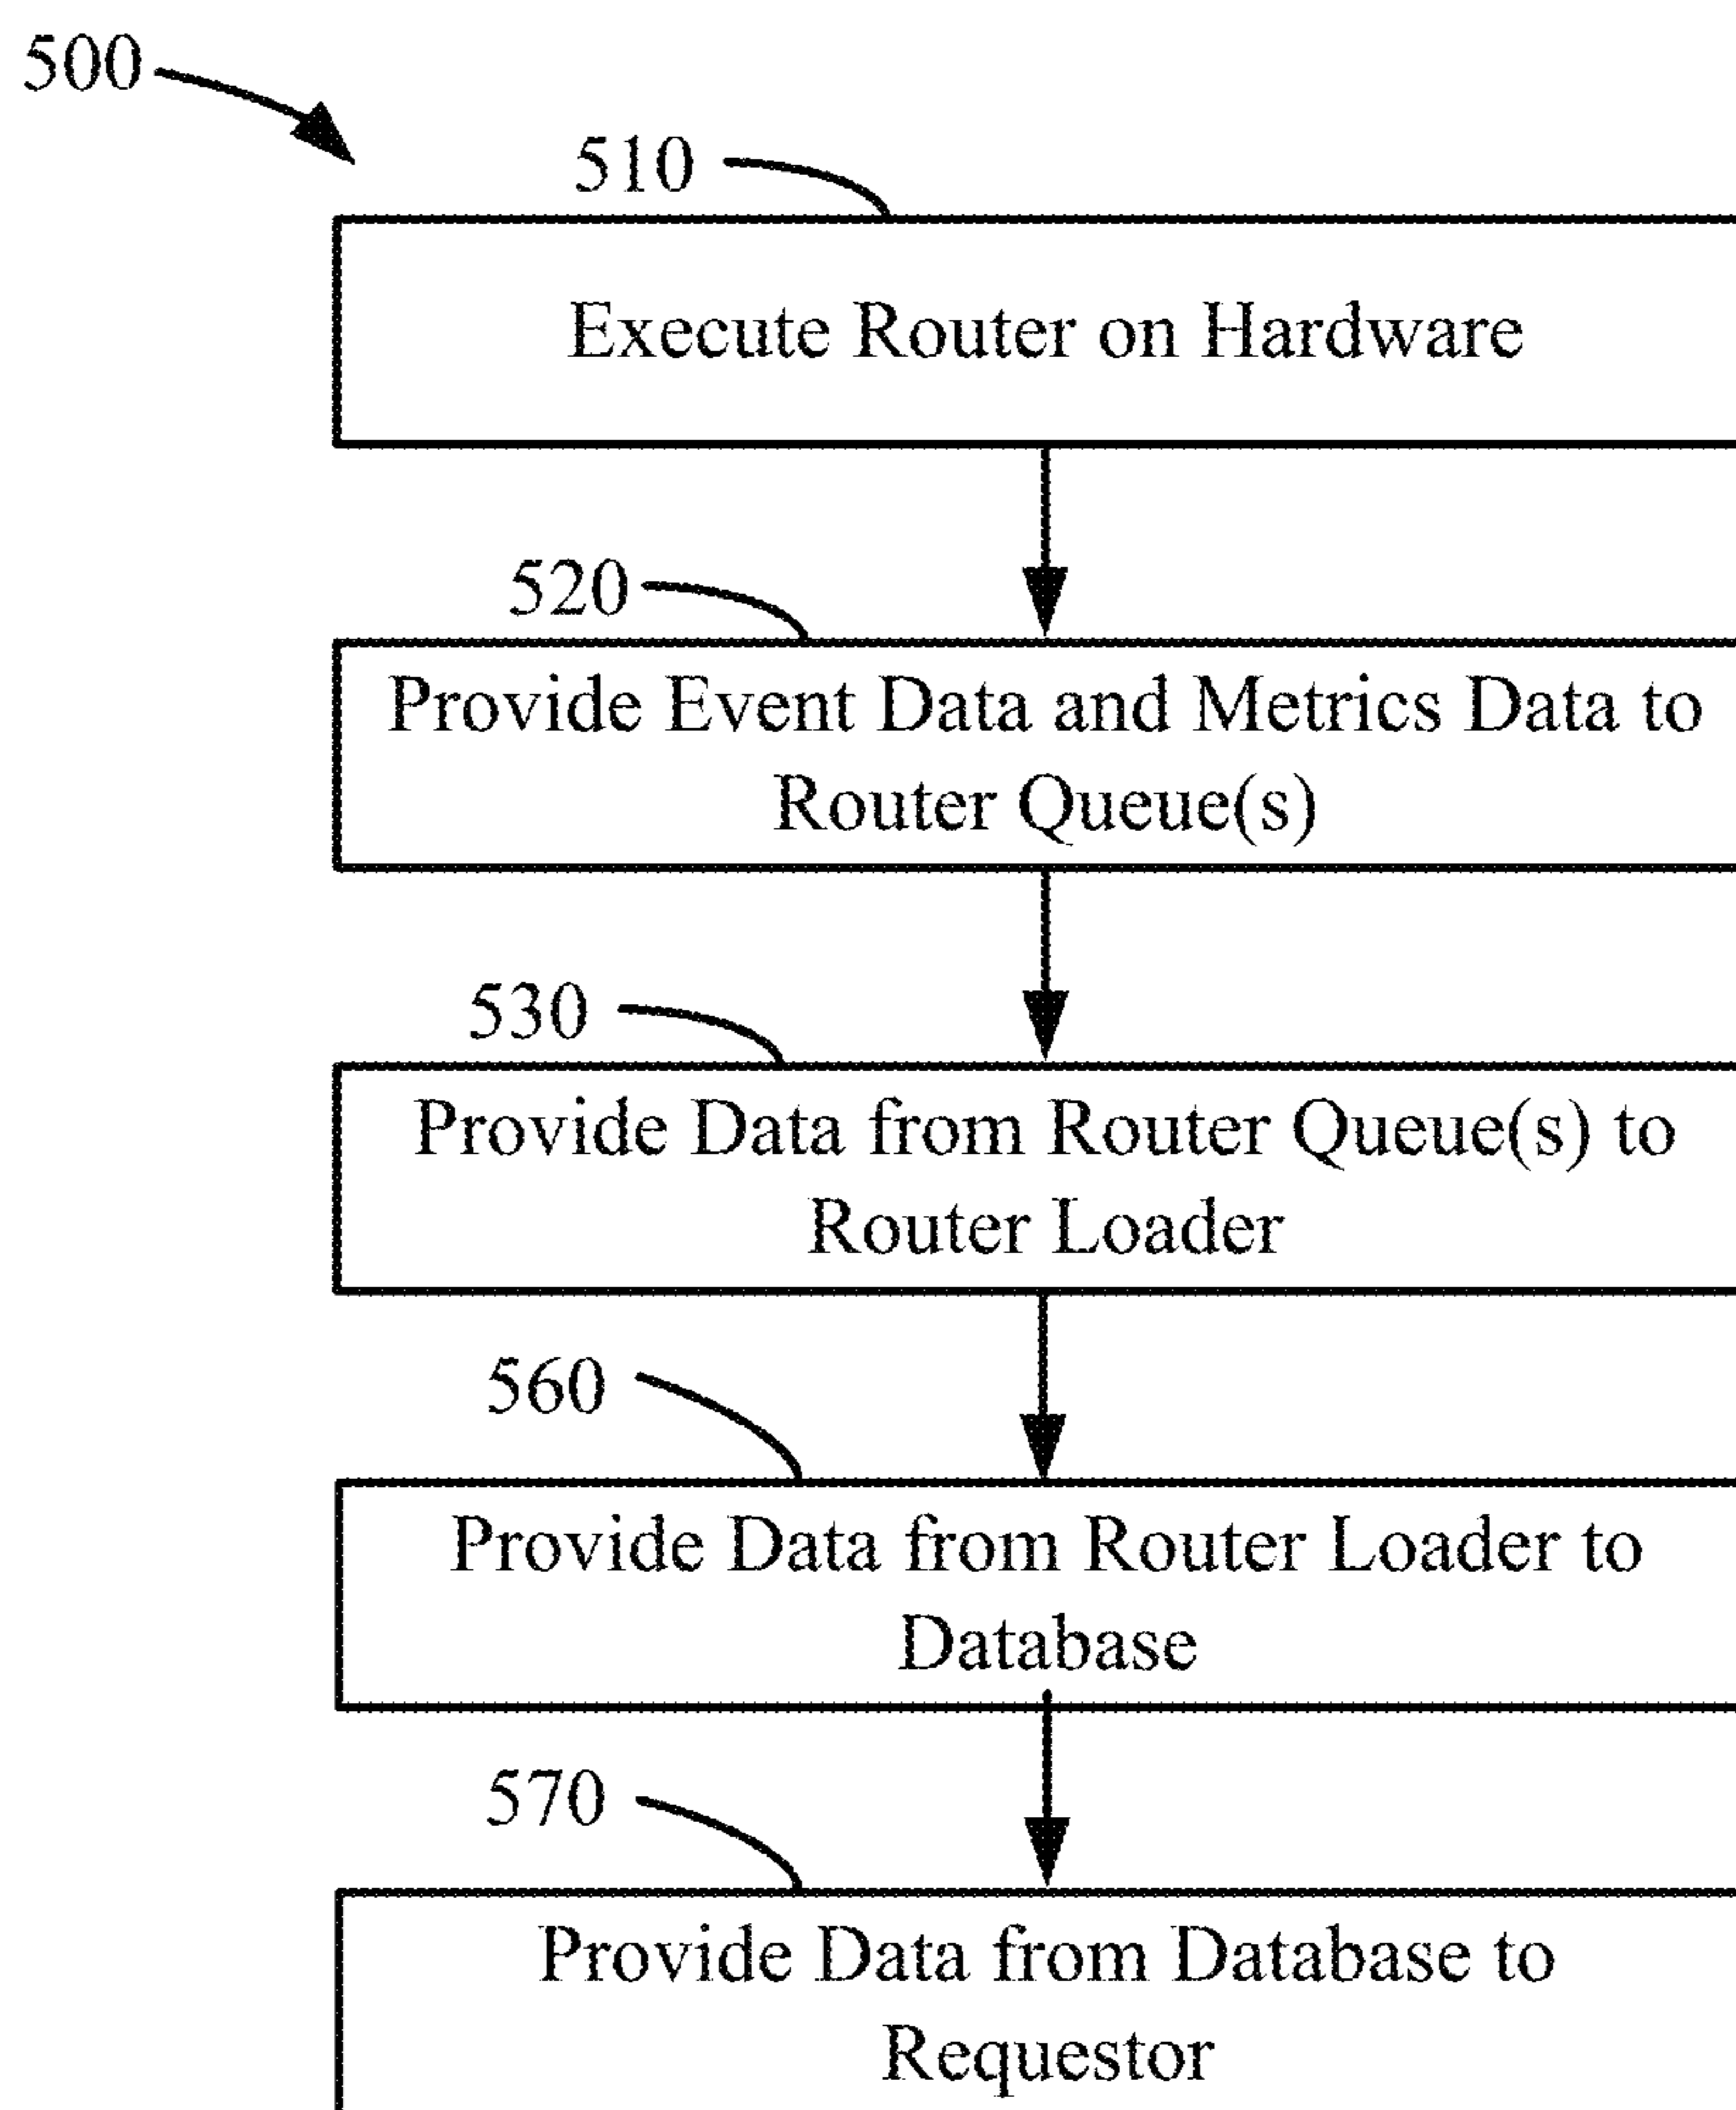 500
510
Execute Router on Hardware
520
Provide Event Data and Metrics Data to
Router Queue(s)
530
Provide Data from Router Queue(s) to
Router Loader
560
Provide Data from Router Loader to
Database
570
Provide Data from Database to
Requestor